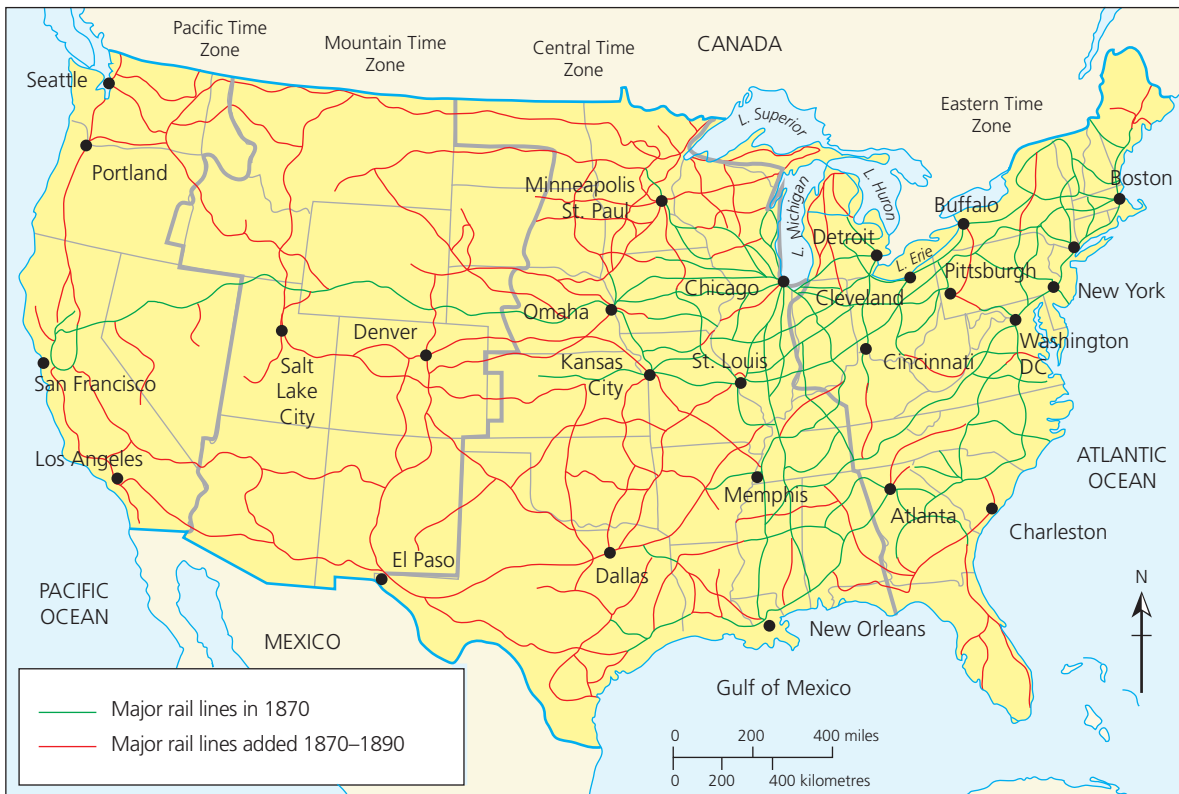 Pacific Time
Zone
Mountain Time
Zone
Central Time
Zone
CANADA
Eastern Time
Zone
Seattle
Portland
L. Superior
L. Michigan
L. Huron
Minneapolis
St. Paul
Boston
Buffalo
Detroit
L. Erie
Pittsburgh
Chicago
Cleveland
New York
Omaha
Denver
Salt
Lake
City
Kansas
City
St. Louis
Cincinnati
Washington
DC
San Francisco
Los Angeles
Memphis
Atlanta
ATLANTIC
OCEAN
Charleston
El Paso
Dallas
New Orleans
PACIFIC
OCEAN
MEXICO
Gulf of Mexico
N
Major rail lines in 1870
Major rail lines added 1870–1890
0 200 400 miles
0 200 400 kilometres